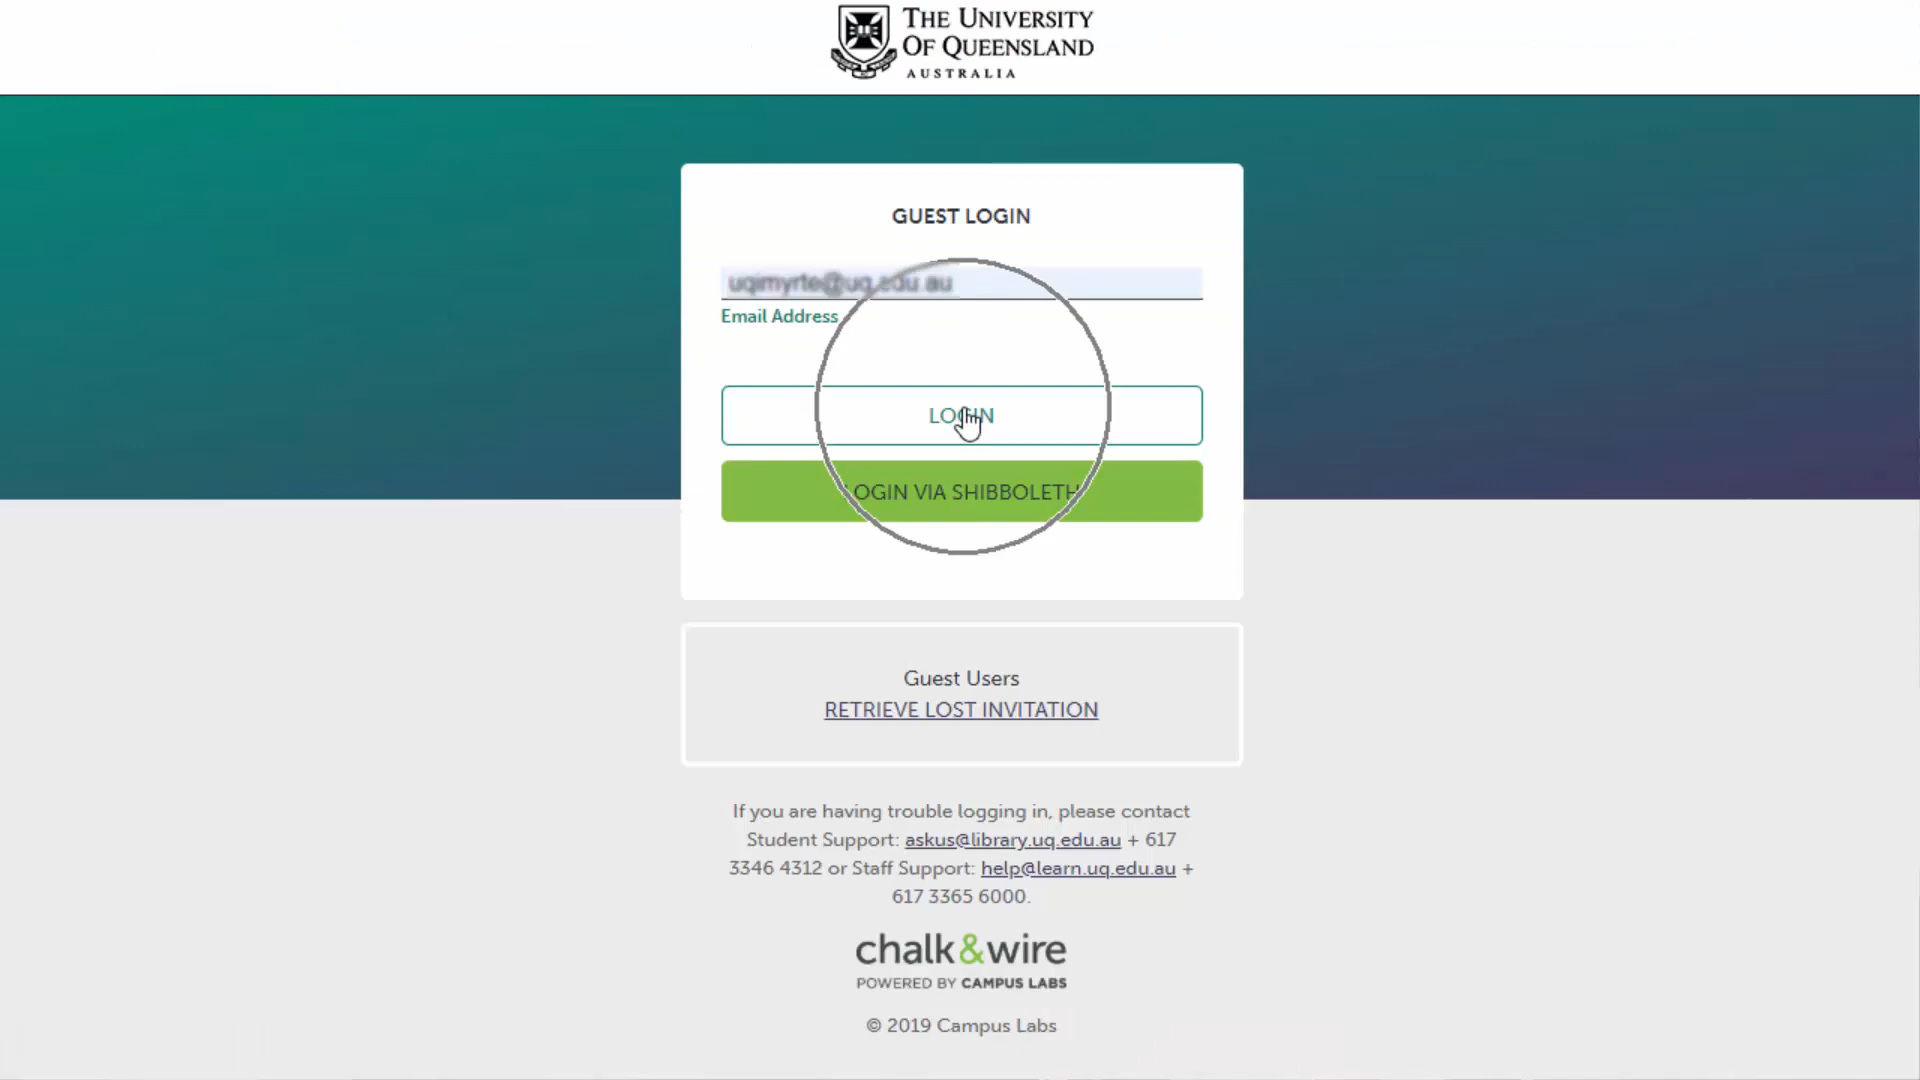 THE UNIVERSITY
OF QUEENSLAND
AUSTRALIA
GUEST LOGIN
Email Address
LOGIN
LOGIN VIA SHIBBOLETH
Guest Users
RETRIEVE LOST INVITATION
If you are having trouble logging in, please contact
Student Support: askus@library.uq.edu.au + 617
3346 4312 or Staff Support: help@learn.uq.edu.au +
617 3365 6000.
chalk&wire
POWERED BY CAMPUS LABS
© 2019 Campus Labs